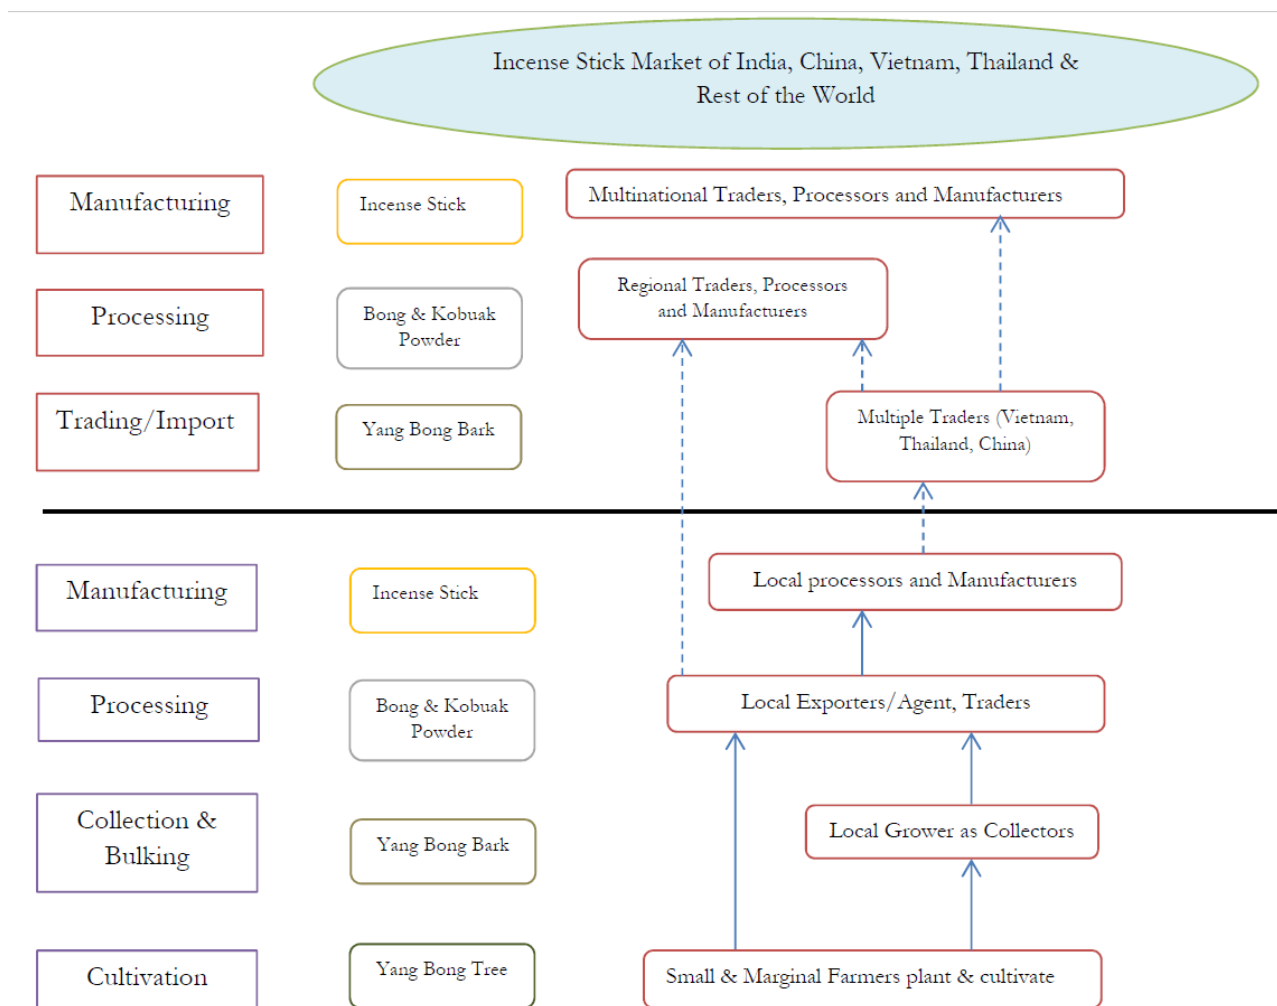 Incense Stick Market of India, China, Vietnam, Thailand &
Rest of the World
Manufacturing
Incense Stick
Multinational Traders, Processors and Manufacturers
Processing
Bong & Kobuak
Powder
Regional Traders, Processors
and Manufacturers
Trading/Import
Yang Bong Bark
Multiple Traders (Vietnam,
Thailand, China)
Manufacturing
Incense Stick
Local processors and Manufacturers
Processing
Bong & Kobuak
Powder
Local Exporters/Agent, Traders
Collection &
Bulking
Yang Bong Bark
Local Grower as Collectors
Cultivation
Yang Bong Tree
Small & Marginal Farmers plant & cultivate